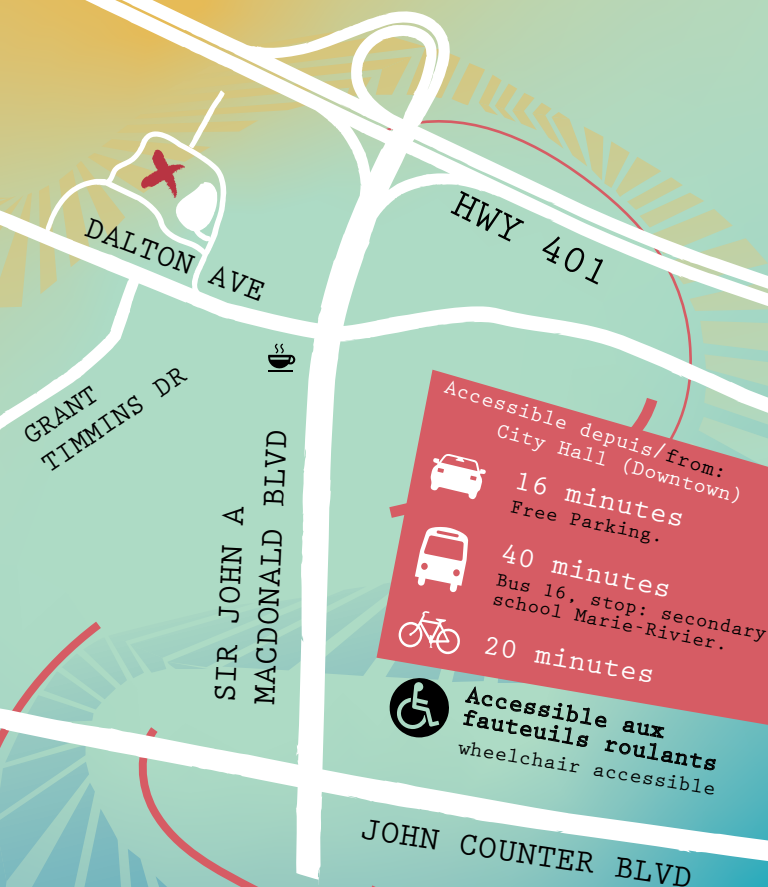 HWY 401
DALTON AVE
GRANT
TIMMINS DR
SIR JOHN A
MACDONALD BLVD
Accessible depuis/from:
City Hall (Downtown)
16 minutes
Free Parking.
40 minutes
Bus 16, stop: secondary
school Marie-Rivier.
20 minutes
Accessible aux
fauteuils roulants
wheelchair accessible
JOHN COUNTER BLVD